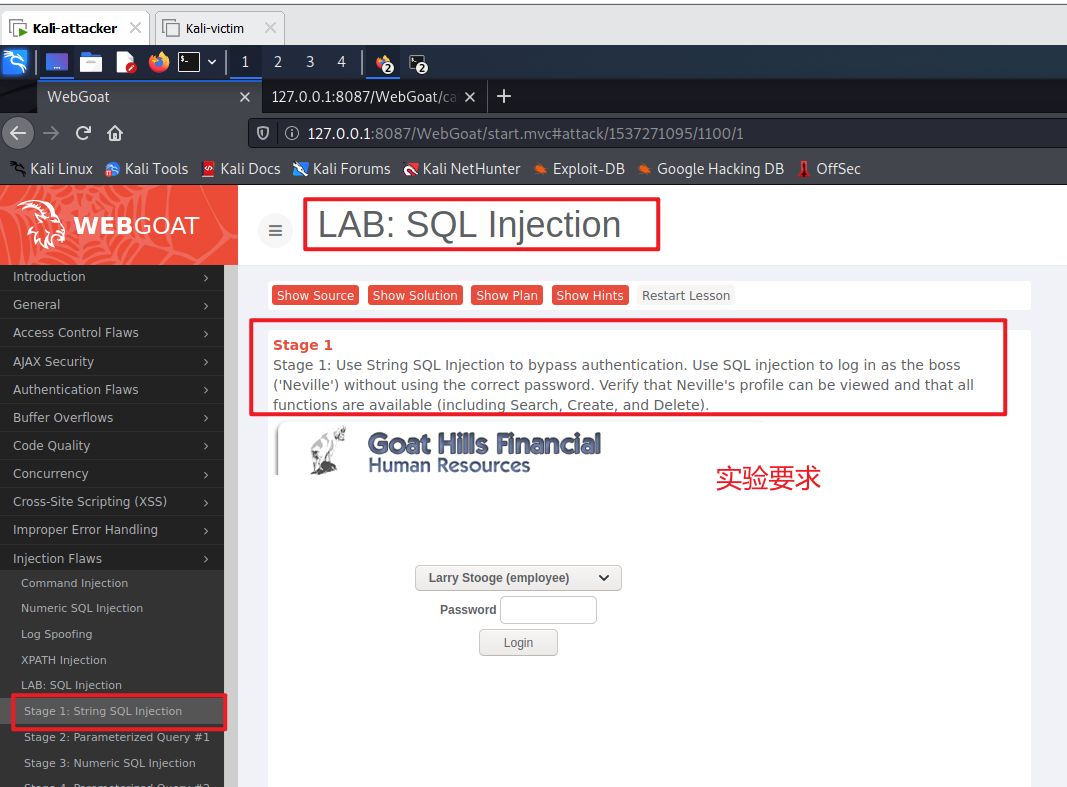 Kali-attacker
Kali-victim
1 2 3 4 2 2
WebGoat
127.0.0.1:8087/WebGoat/ca
127.0.0.1:8087/WebGoat/start.mvc#attack/1537271095/1100/1
Kali Linux Kali Tools Kali Docs Kali Forums Kali NetHunter Exploit-DB Google Hacking DB OffSec
WEBGOAT
LAB: SQL Injection
Introduction
General
Access Control Flaws
AJAX Security
Authentication Flaws
Buffer Overflows
Code Quality
Concurrency
Cross-Site Scripting (XSS)
Improper Error Handling
Injection Flaws
Command Injection
Numeric SQL Injection
Log Spoofing
XPATH Injection
LAB: SQL Injection
Stage 1: String SQL Injection
Stage 2: Parameterized Query #1
Stage 3: Numeric SQL Injection
Stage 4: Parameterized Query #2
Show Source Show Solution Show Plan Show Hints Restart Lesson
Stage 1
Stage 1: Use String SQL Injection to bypass authentication. Use SQL injection to log in as the boss
('Neville') without using the correct password. Verify that Neville's profile can be viewed and that all
functions are available (including Search, Create, and Delete).
Goat Hills Financial
Human Resources
实验要求
Larry Stooge (employee)
Password
Login